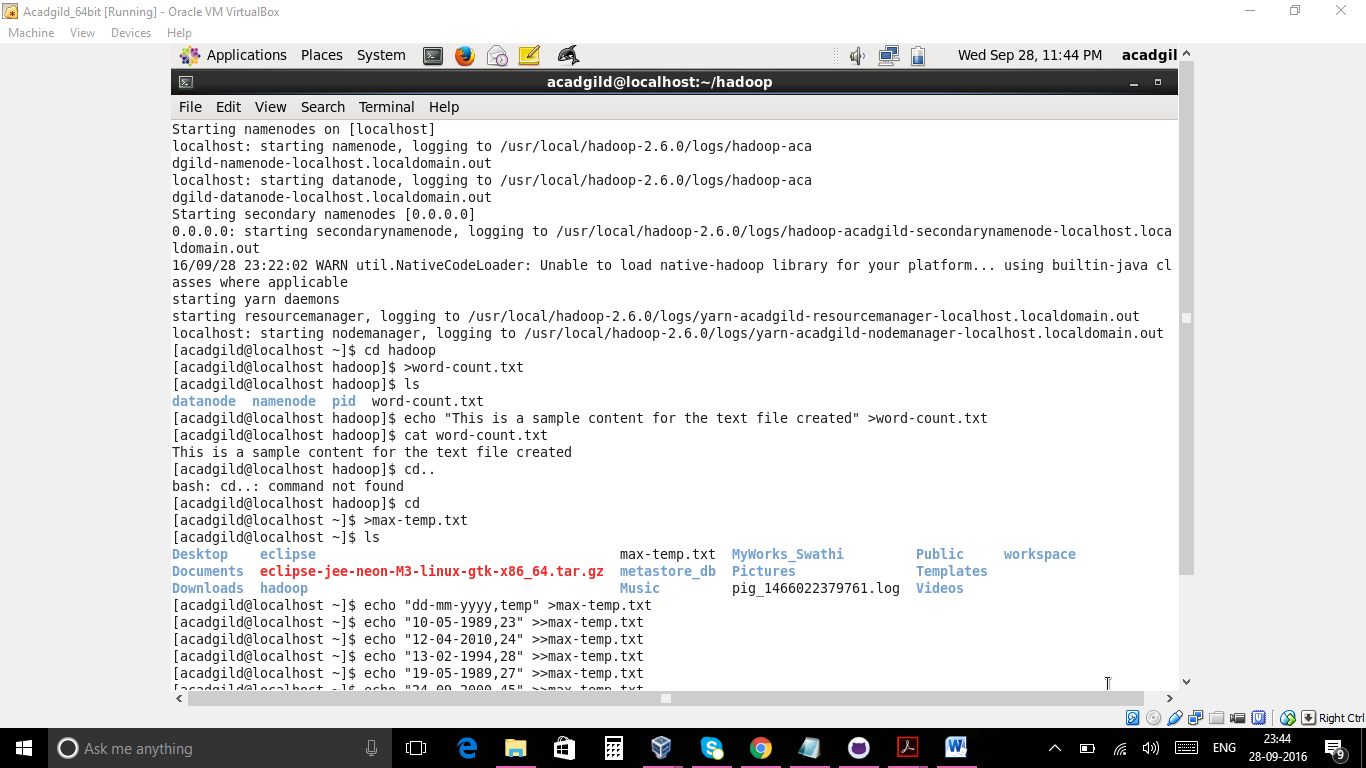 Acadgild_64bit [Running] - Oracle VM VirtualBox
Machine View Devices Help
Applications Places System Wed Sep 28, 11:44 PM acadgil
acadgild@localhost:~/hadoop
File Edit View Search Terminal Help
Starting namenodes on [localhost]
localhost: starting namenode, logging to /usr/local/hadoop-2.6.0/logs/hadoop-aca
dgild-namenode-localhost.localdomain.out
localhost: starting datanode, logging to /usr/local/hadoop-2.6.0/logs/hadoop-aca
dgild-datanode-localhost.localdomain.out
Starting secondary namenodes [0.0.0.0]
0.0.0.0: starting secondarynamenode, logging to /usr/local/hadoop-2.6.0/logs/hadoop-acadgild-secondarynamenode-localhost.loca
ldomain.out
16/09/28 23:22:02 WARN util.NativeCodeLoader: Unable to load native-hadoop library for your platform... using builtin-java cl
asses where applicable
starting yarn daemons
starting resourcemanager, logging to /usr/local/hadoop-2.6.0/logs/yarn-acadgild-resourcemanager-localhost.localdomain.out
localhost: starting nodemanager, logging to /usr/local/hadoop-2.6.0/logs/yarn-acadgild-nodemanager-localhost.localdomain.out
[acadgild@localhost ~]$ cd hadoop
[acadgild@localhost hadoop]$ >word-count.txt
[acadgild@localhost hadoop]$ ls
datanode namenode pid word-count.txt
[acadgild@localhost hadoop]$ echo "This is a sample content for the text file created" >word-count.txt
[acadgild@localhost hadoop]$ cat word-count.txt
This is a sample content for the text file created
[acadgild@localhost hadoop]$ cd..
bash: cd..: command not found
[acadgild@localhost hadoop]$ cd
[acadgild@localhost ~]$ >max-temp.txt
[acadgild@localhost ~]$ ls
Desktop eclipse max-temp.txt MyWorks_Swathi Public workspace
Documents eclipse-jee-neon-M3-linux-gtk-x86_64.tar.gz metastore_db Pictures Templates
Downloads hadoop Music pig_1466022379761.log Videos
[acadgild@localhost ~]$ echo "dd-mm-yyyy,temp" >max-temp.txt
[acadgild@localhost ~]$ echo "10-05-1989,23" >>max-temp.txt
[acadgild@localhost ~]$ echo "12-04-2010,24" >>max-temp.txt
[acadgild@localhost ~]$ echo "13-02-1994,28" >>max-temp.txt
[acadgild@localhost ~]$ echo "19-05-1989,27" >>max-temp.txt
[acadgild@localhost ~]$ echo "24-09-2000,45" >>max-temp.txt
Right Ctrl
Ask me anything
ENG
23:44
28-09-2016
9